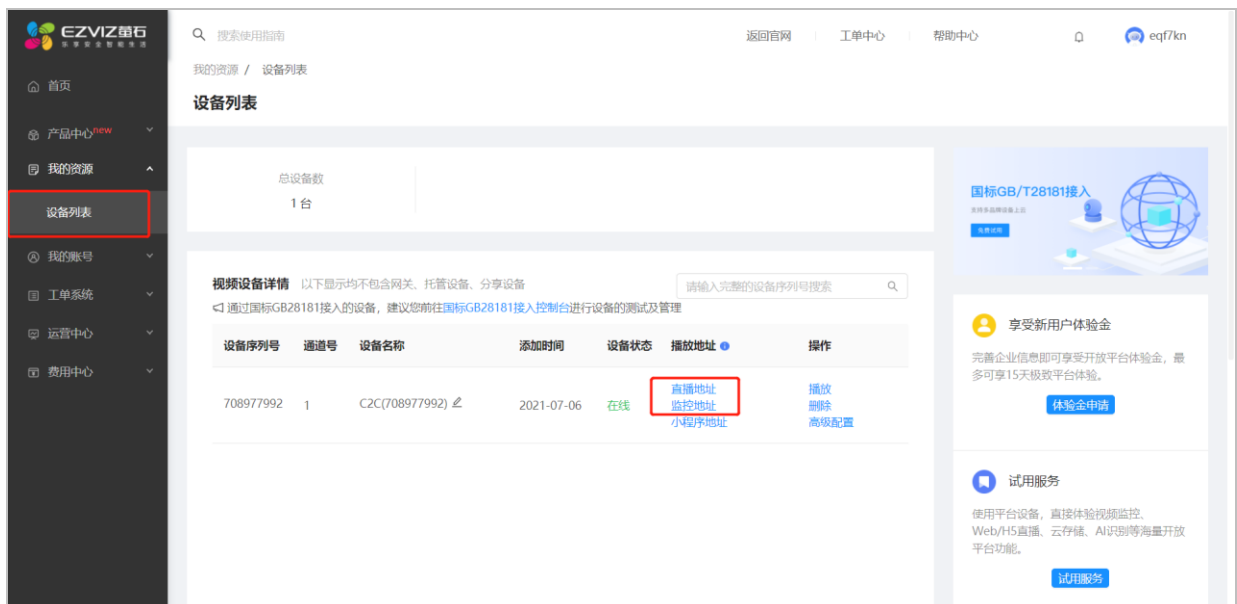 EZVIZ萤石
乐享安全智能生活
搜索使用指南
返回官网
工单中心
帮助中心
eqf7kn
首页
产品中心new
我的资源
设备列表
我的账号
工单系统
运营中心
费用中心
我的资源 / 设备列表
设备列表
总设备数
1 台
视频设备详情 以下显示均不包含网关、托管设备、分享设备
请输入完整的设备序列号搜索
通过国标GB28181接入的设备，建议您前往国标GB28181接入控制台进行设备的测试及管理
设备序列号 通道号 设备名称 添加时间 设备状态 播放地址 操作
708977992 1 C2C(708977992) 2021-07-06 在线
直播地址 播放
监控地址 删除
小程序地址 高级配置
国标GB/T28181接入
支持多品牌设备上云
免费试用
享受新用户体验金
完善企业信息即可享受开放平台体验金，最
多可享15天极致平台体验。
体验金申请
试用服务
使用平台设备，直接体验视频监控、
Web/H5直播、云存储、AI识别等海量开放
平台功能。
试用服务